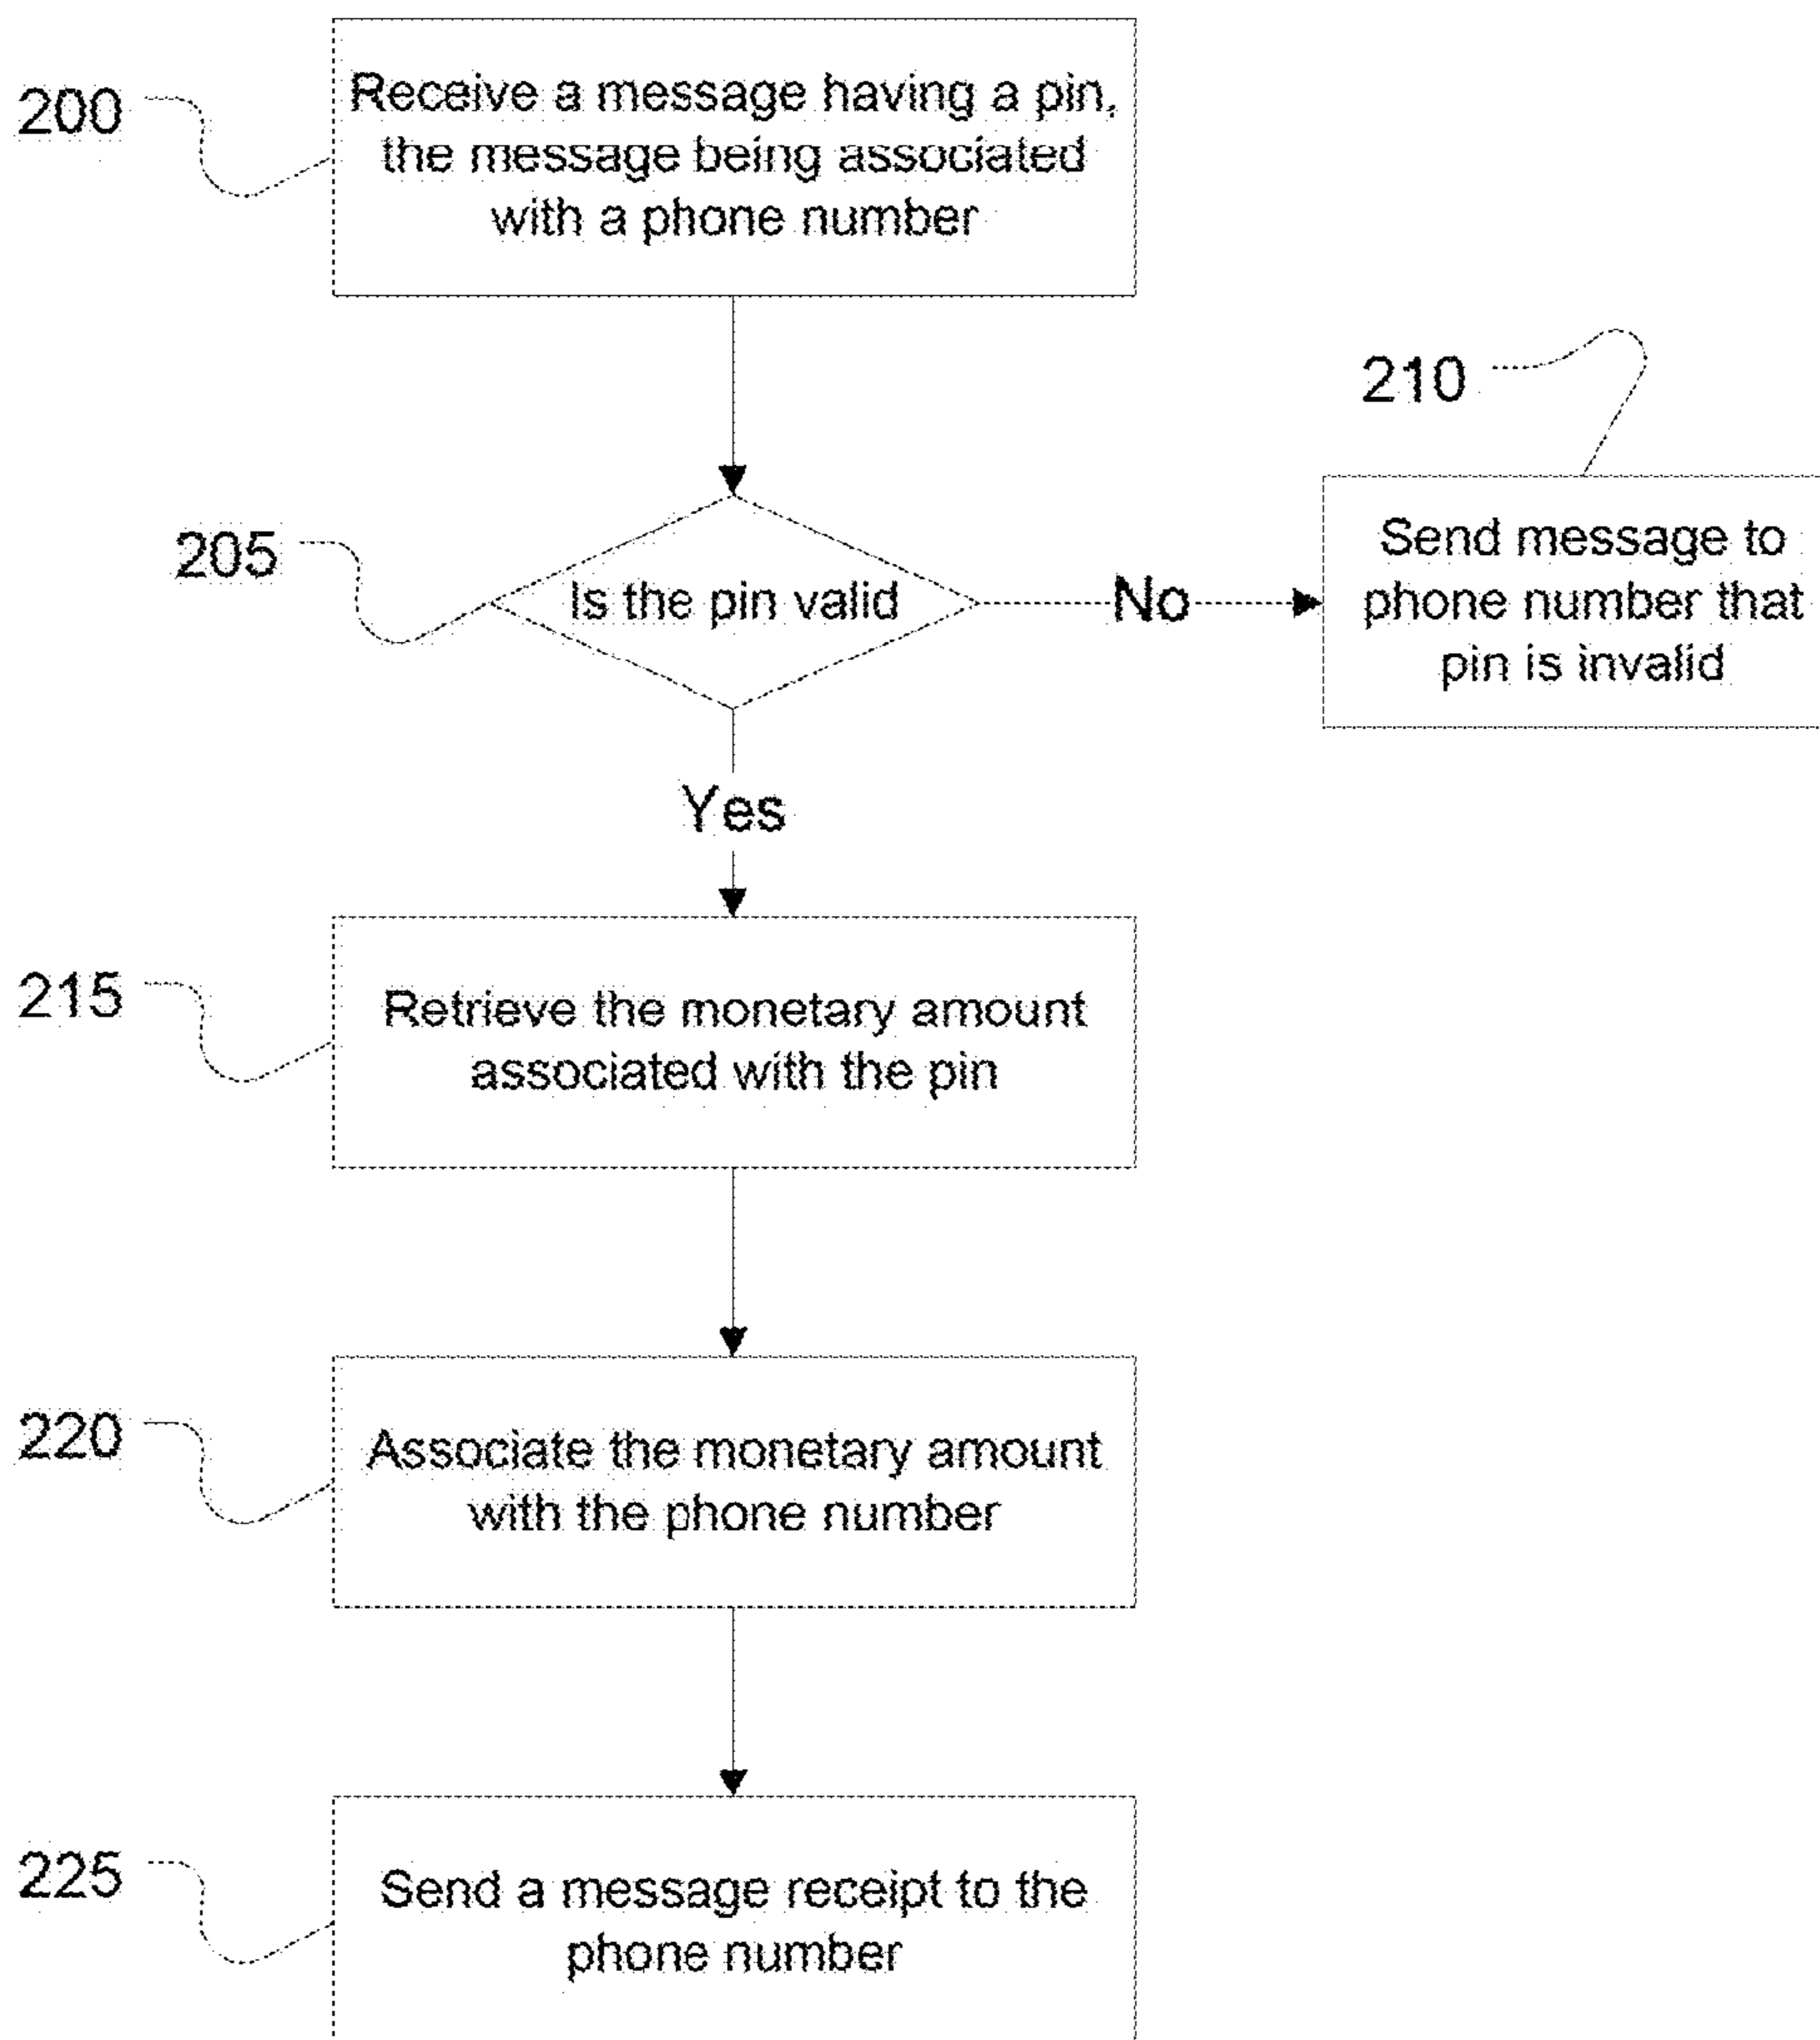 200
Receive a message having a pin,
the message being associated
with a phone number
205
Is the pin valid
No
210
Send message to
phone number that
pin is invalid
Yes
215
Retrieve the monetary amount
associated with the pin
220
Associate the monetary amount
with the phone number
225
Send a message receipt to the
phone number